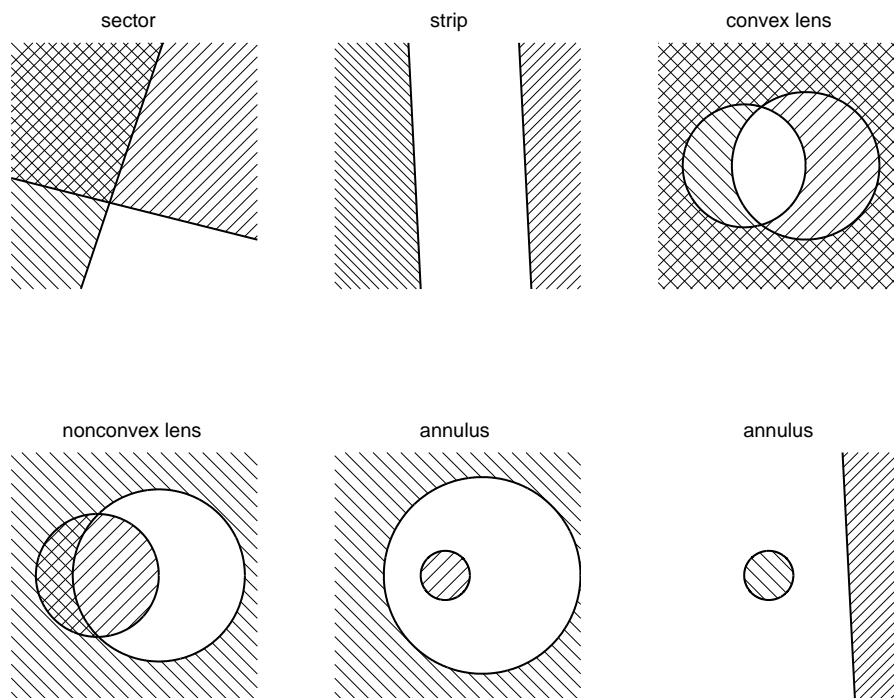 sector
strip
convex lens
nonconvex lens
annulus
annulus